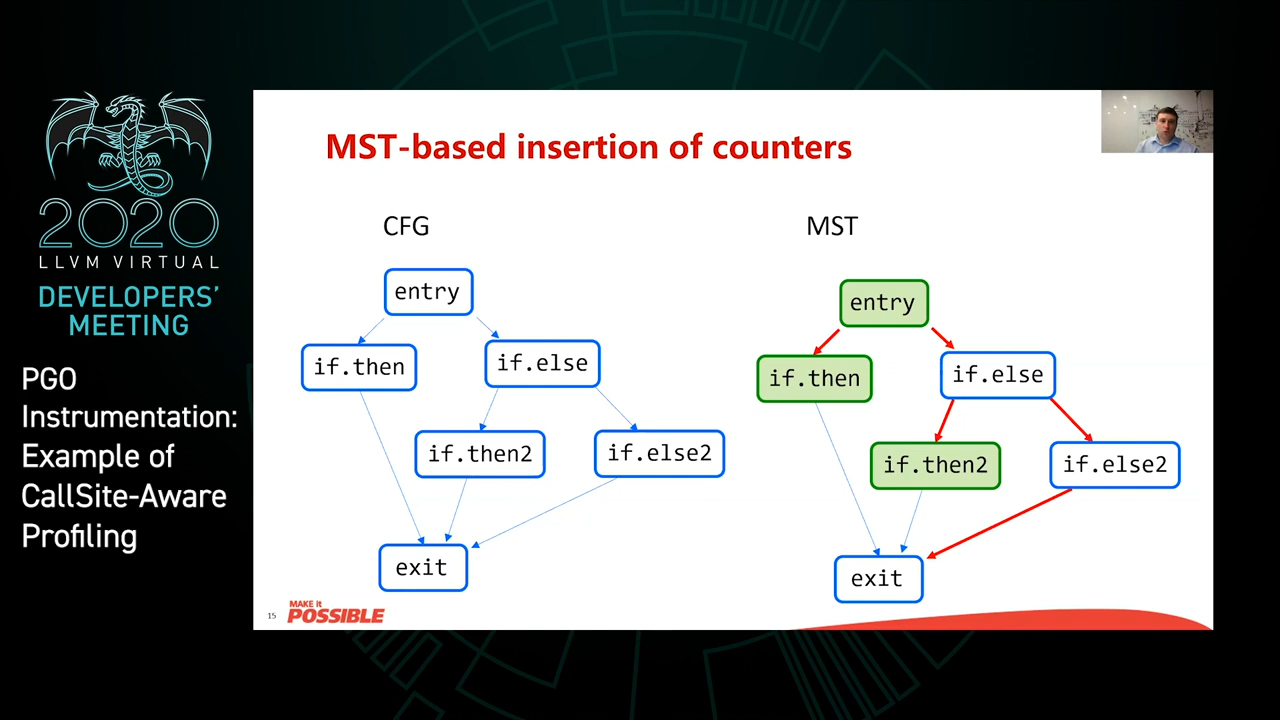 2020
LLVM VIRTUAL
DEVELOPERS’
MEETING
PGO
Instrumentation:
Example of
CallSite-Aware
Profiling
MST-based insertion of counters
CFG
entry
if.then
if.else
if.then2
if.else2
exit
MST
entry
if.then
if.else
if.then2
if.else2
exit
15
MAKE it
POSSIBLE